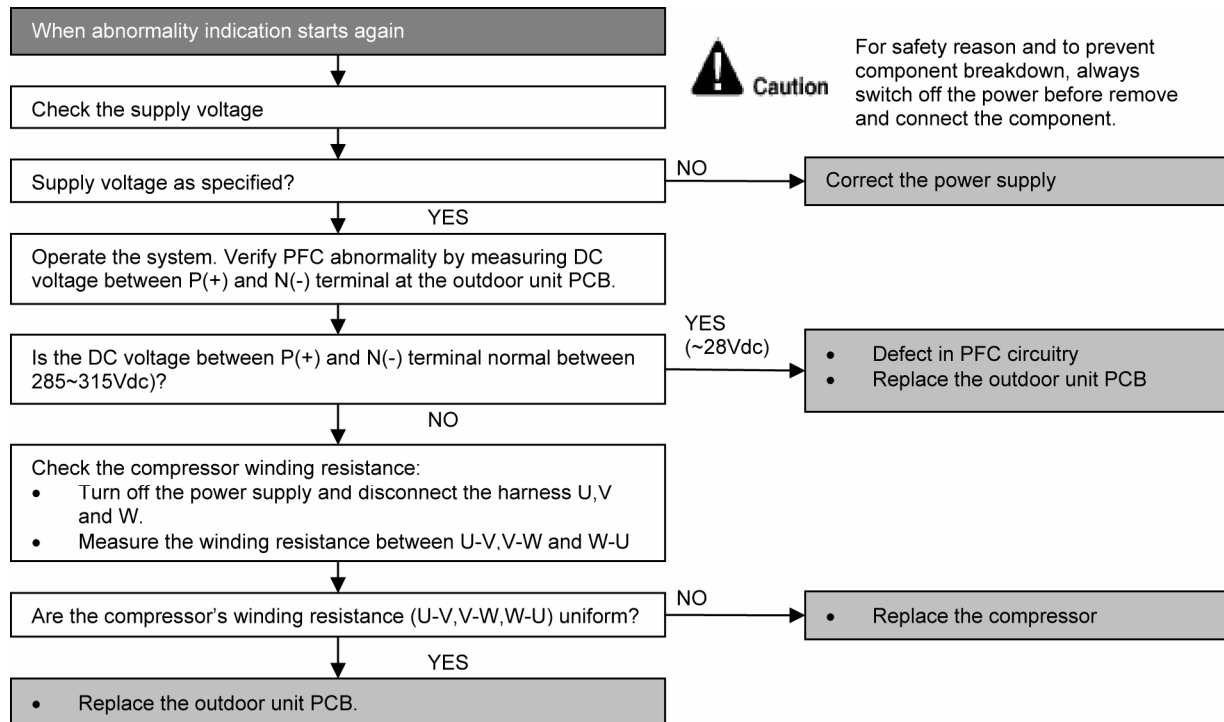 When abnormality indication starts again
Caution
For safety reason and to prevent
component breakdown, always
switch off the power before remove
and connect the component.
Check the supply voltage
Supply voltage as specified?
NO
Correct the power supply
YES
Operate the system. Verify PFC abnormality by measuring DC
voltage between P(+) and N(-) terminal at the outdoor unit PCB.
Is the DC voltage between P(+) and N(-) terminal normal between
285~315Vdc)?
YES
(~28Vdc)
• Defect in PFC circuitry
• Replace the outdoor unit PCB
NO
Check the compressor winding resistance:
• Turn off the power supply and disconnect the harness U,V
and W.
• Measure the winding resistance between U-V,V-W and W-U
Are the compressor's winding resistance (U-V,V-W,W-U) uniform?
NO
• Replace the compressor
YES
• Replace the outdoor unit PCB.